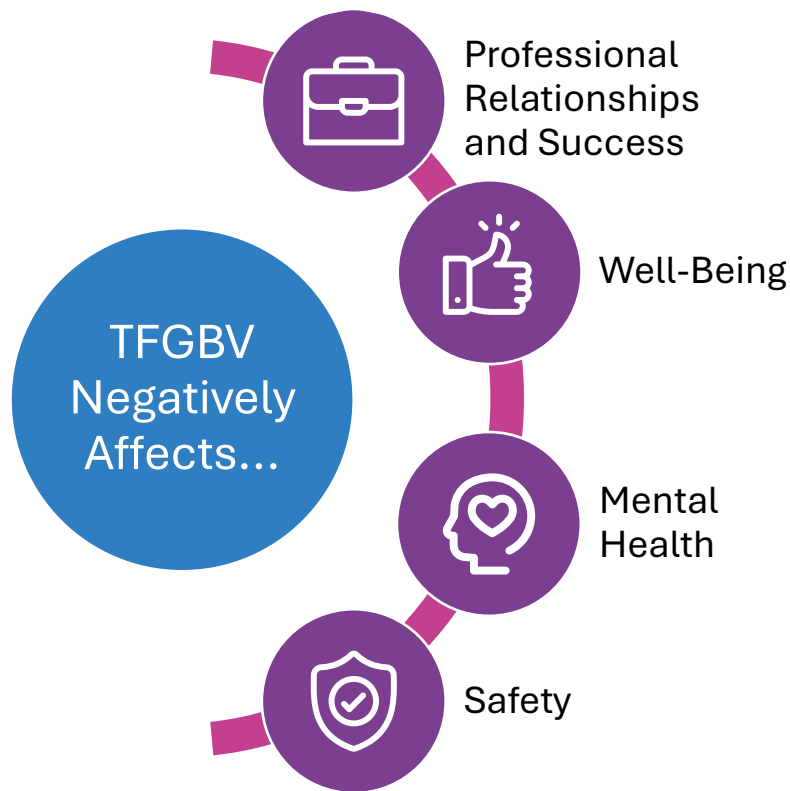 TFGBV
Negatively
Affects...
Professional
Relationships
and Success
Well-Being
Mental
Health
Safety